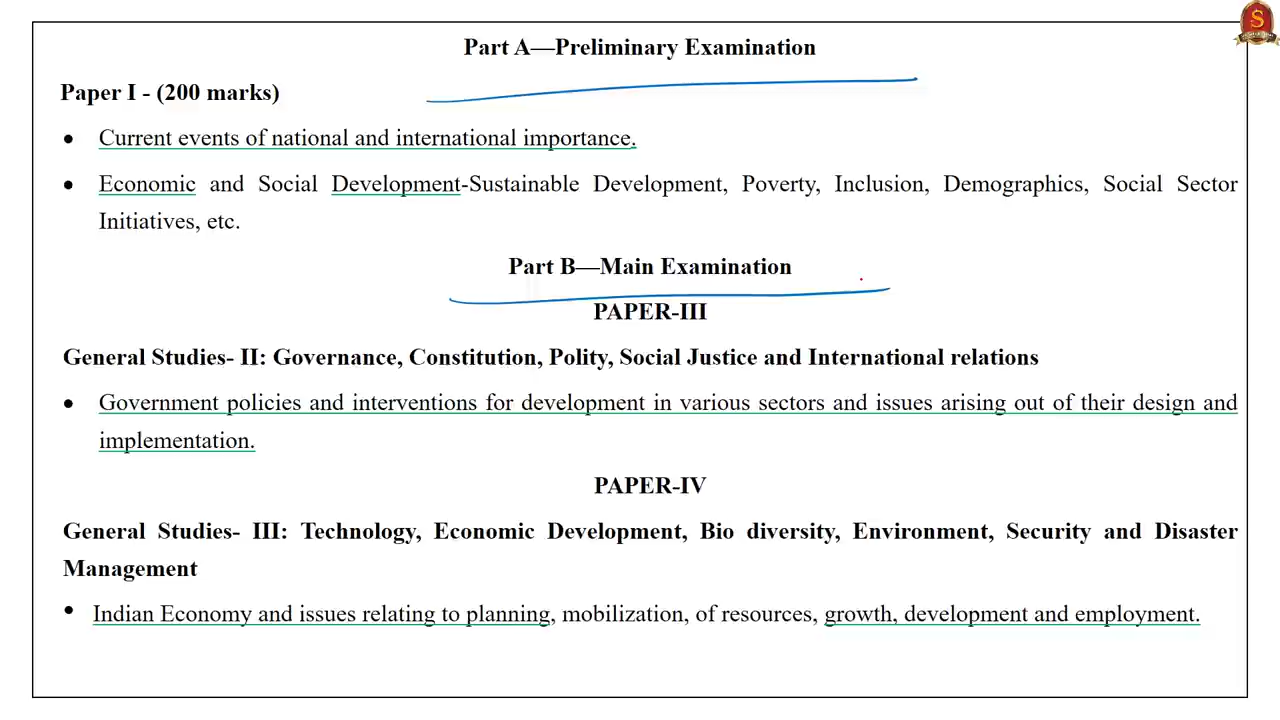 S
Part A—Preliminary Examination
Paper I - (200 marks)
• Current events of national and international importance.
• Economic and Social Development-Sustainable Development, Poverty, Inclusion, Demographics, Social Sector
Initiatives, etc.
Part B—Main Examination
PAPER-III
General Studies- II: Governance, Constitution, Polity, Social Justice and International relations
• Government policies and interventions for development in various sectors and issues arising out of their design and
implementation.
PAPER-IV
General Studies- III: Technology, Economic Development, Bio diversity, Environment, Security and Disaster
Management
• Indian Economy and issues relating to planning, mobilization, of resources, growth, development and employment.